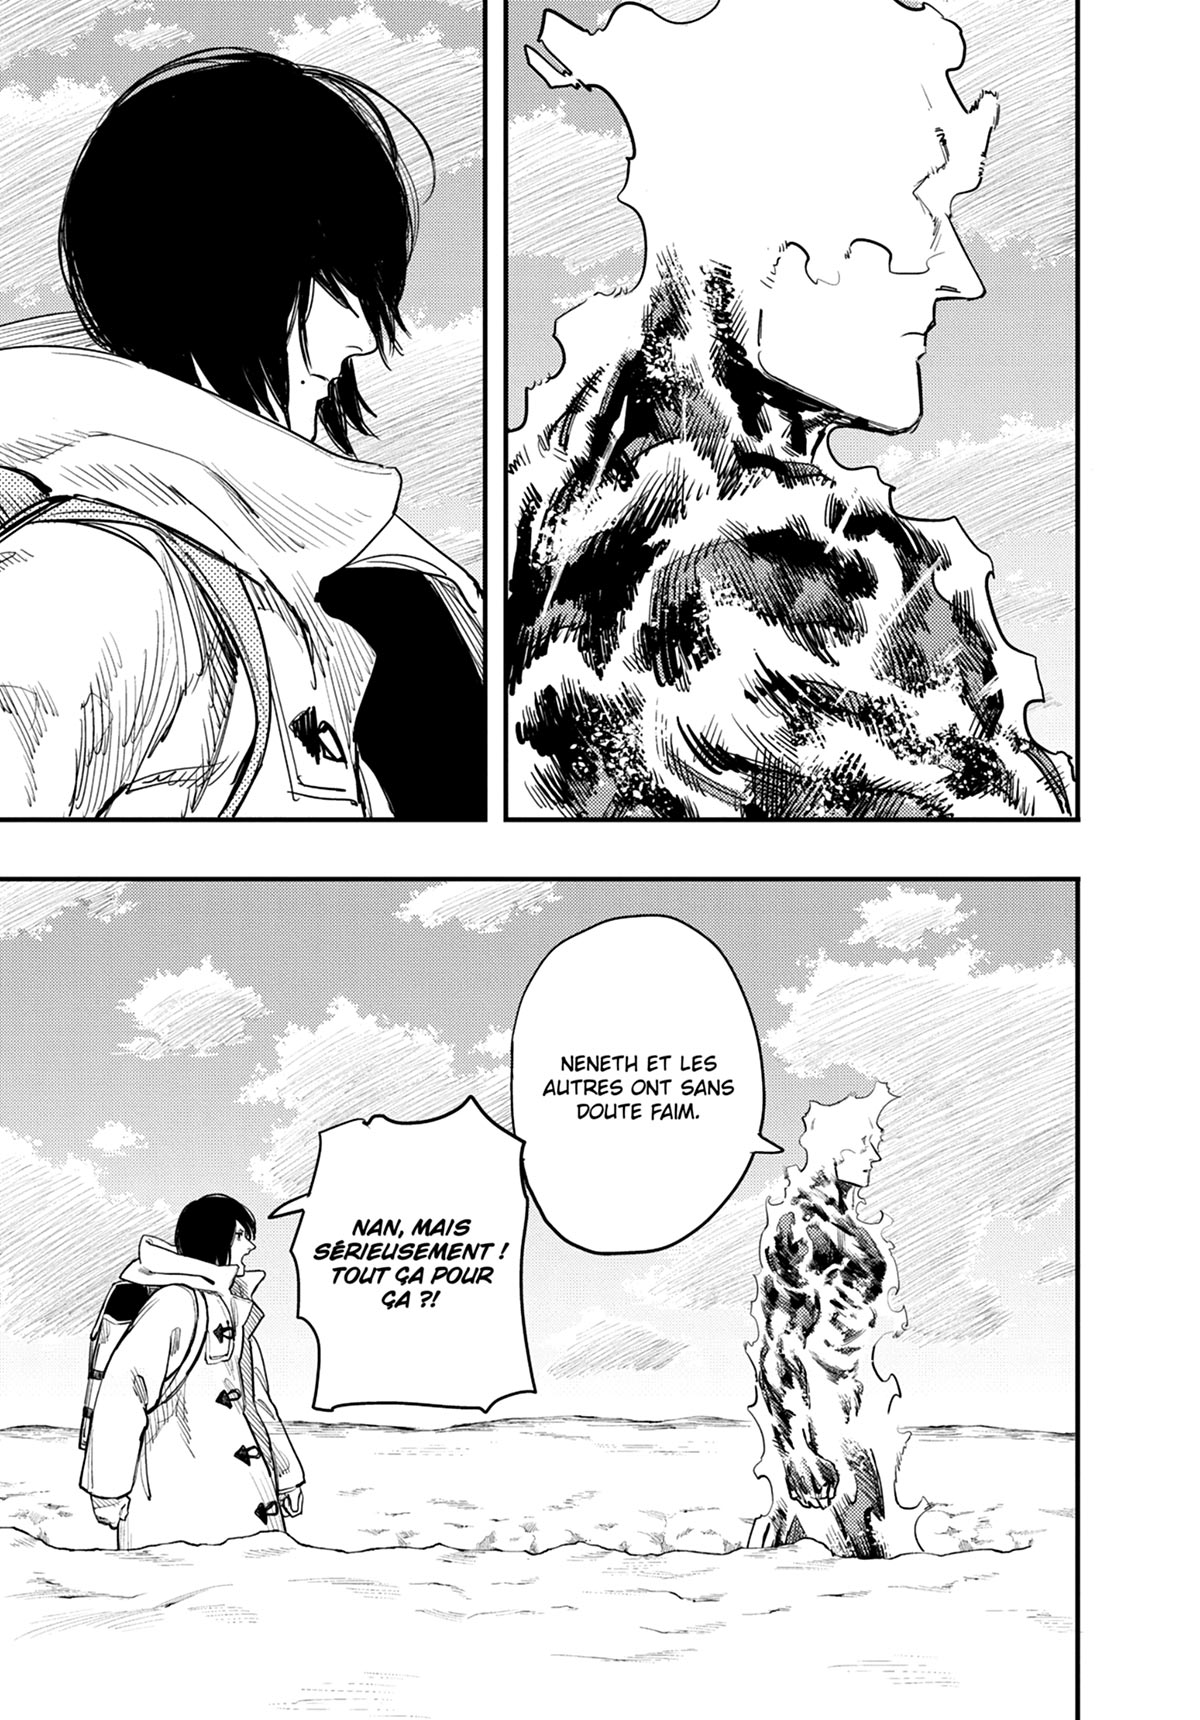 NENETH ET LES
AUTRES ONT SANS
DOUTE FAIM.
NAN, MAIS
SÉRIEUSEMENT !
TOUT ÇA POUR
ÇA ?!